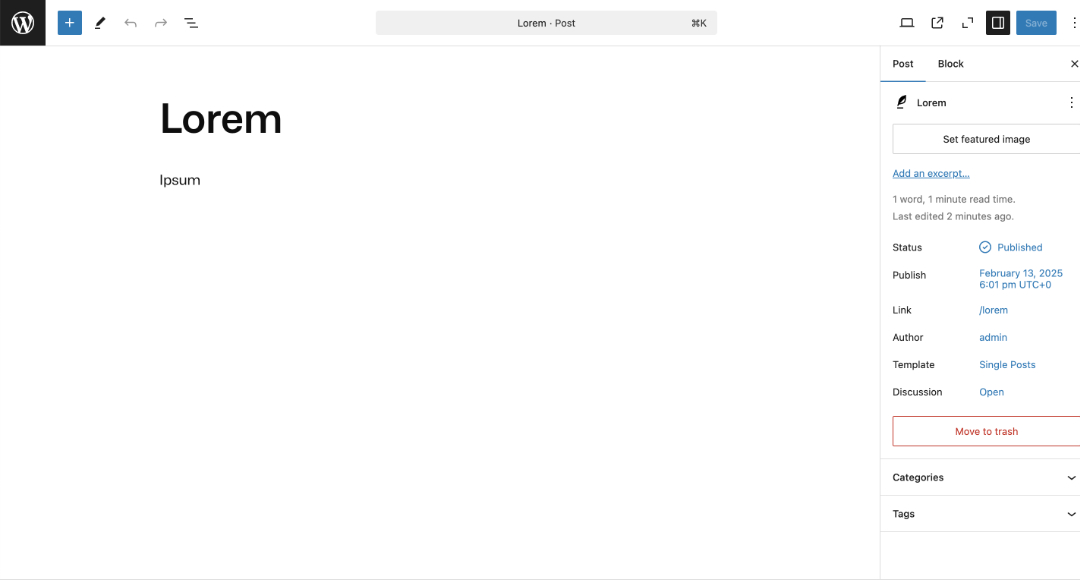 Lorem · Post
⌘K
Save
Post
Block
Lorem
Lorem
Set featured image
Ipsum
Add an excerpt...
1 word, 1 minute read time.
Last edited 2 minutes ago.
Status
Published
Publish
February 13, 2025
6:01 pm UTC+0
Link
/lorem
Author
admin
Template
Single Posts
Discussion
Open
Move to trash
Categories
Tags